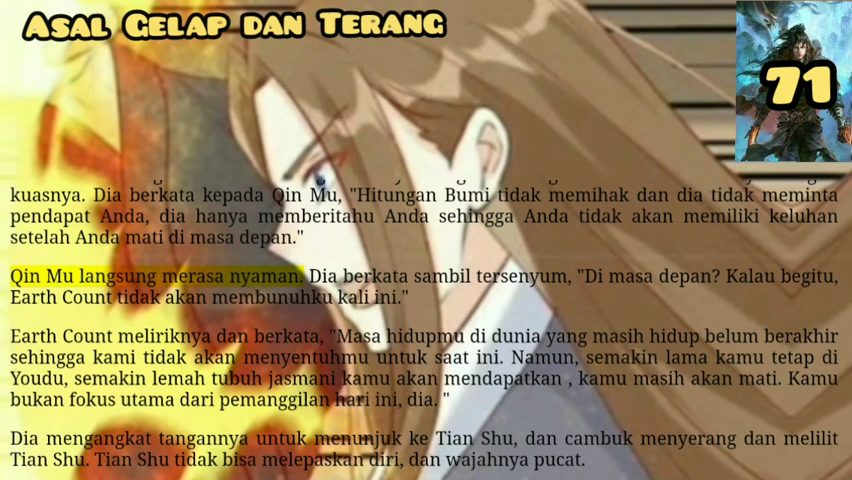 Asal Gelap dan Terang
71
kuasnya. Dia berkata kepada Qin Mu, "Hitungan Bumi tidak memihak dan dia tidak meminta
pendapat Anda, dia hanya memberitahu Anda sehingga Anda tidak akan memiliki keluhan
setelah Anda mati di masa depan."
Qin Mu langsung merasa nyaman. Dia berkata sambil tersenyum, "Di masa depan? Kalau begitu,
Earth Count tidak akan membunuhku kali ini."
Earth Count meliriknya dan berkata, "Masa hidupmu di dunia yang masih hidup belum berakhir
sehingga kami tidak akan menyentuhmu untuk saat ini. Namun, semakin lama kamu tetap di
Youdu, semakin lemah tubuh jasmani kamu akan mendapatkan , kamu masih akan mati. Kamu
bukan fokus utama dari pemanggilan hari ini, dia. "
Dia mengangkat tangannya untuk menunjuk ke Tian Shu, dan cambuk menyerang dan melilit
Tian Shu. Tian Shu tidak bisa melepaskan diri, dan wajahnya pucat.